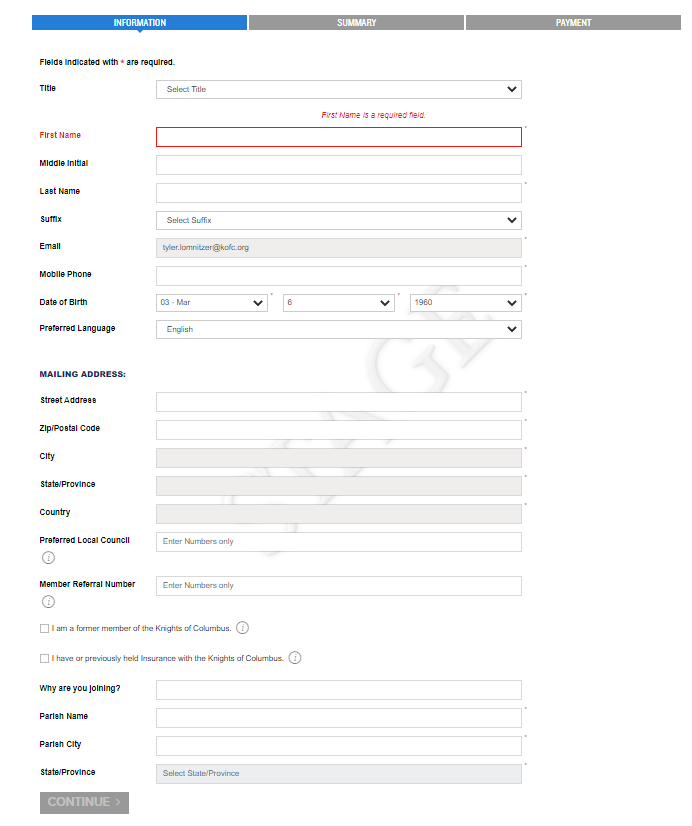 INFORMATION SUMMARY PAYMENT
Fields indicated with * are required.
Title Select Title
First Name is a required field.
First Name *
Middle Initial
Last Name *
Suffix Select Suffix
Email tyler.lomnitzer@kofc.org *
Mobile Phone *
Date of Birth 03 - Mar * 6 * 1960 *
Preferred Language English
MAILING ADDRESS:
Street Address *
Zip/Postal Code *
City *
State/Province *
Country *
Preferred Local Council Enter Numbers only
i
Member Referral Number Enter Numbers only
i
I am a former member of the Knights of Columbus. i
I have or previously held Insurance with the Knights of Columbus. i
Why are you joining?
Parish Name *
Parish City *
State/Province Select State/Province *
CONTINUE >
STAGE